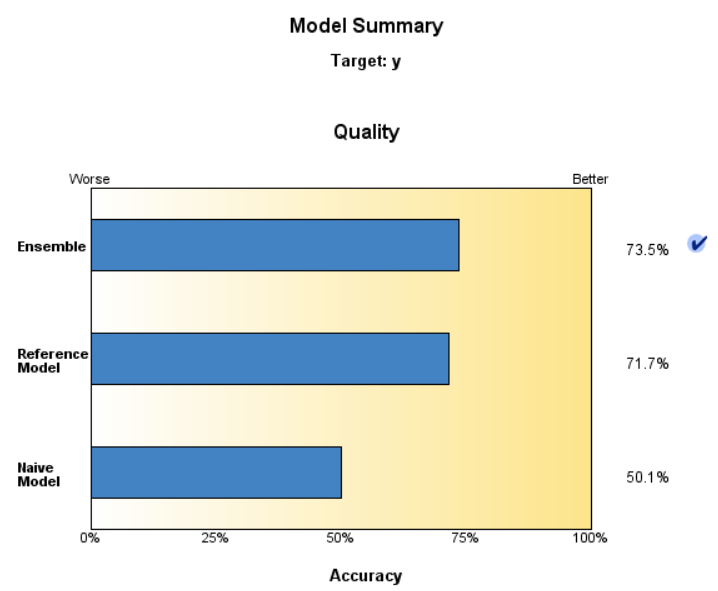 Model Summary
Target: y
Quality
Worse
Better
Ensemble
73.5%
Reference
Model
71.7%
Naive
Model
50.1%
0%
25%
50%
75%
100%
Accuracy